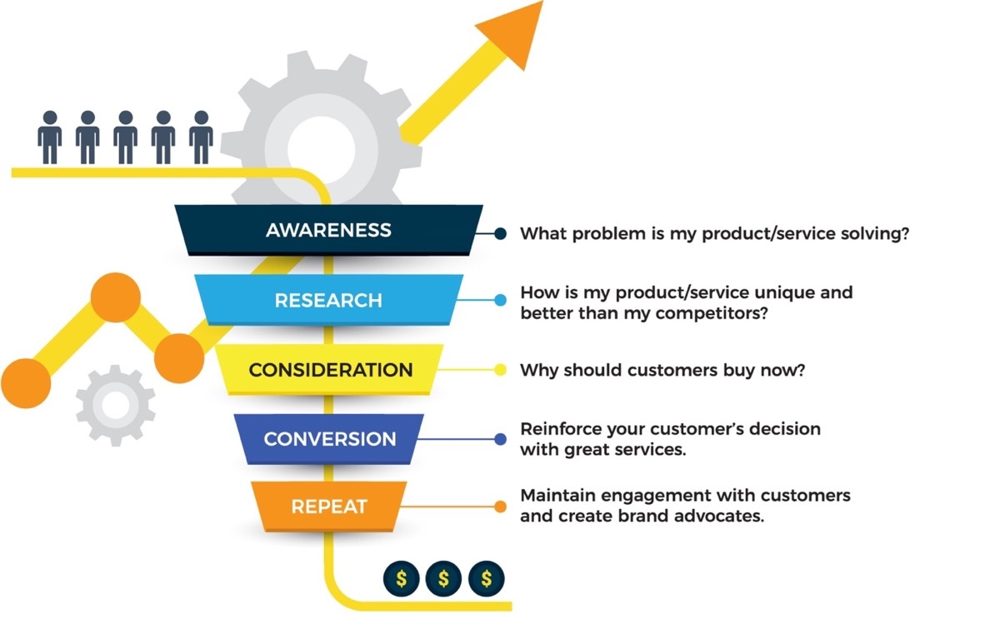 AWARENESS
What problem is my product/service solving?
RESEARCH
How is my product/service unique and
better than my competitors?
CONSIDERATION
Why should customers buy now?
CONVERSION
Reinforce your customer’s decision
with great services.
REPEAT
Maintain engagement with customers
and create brand advocates.
$ $ $